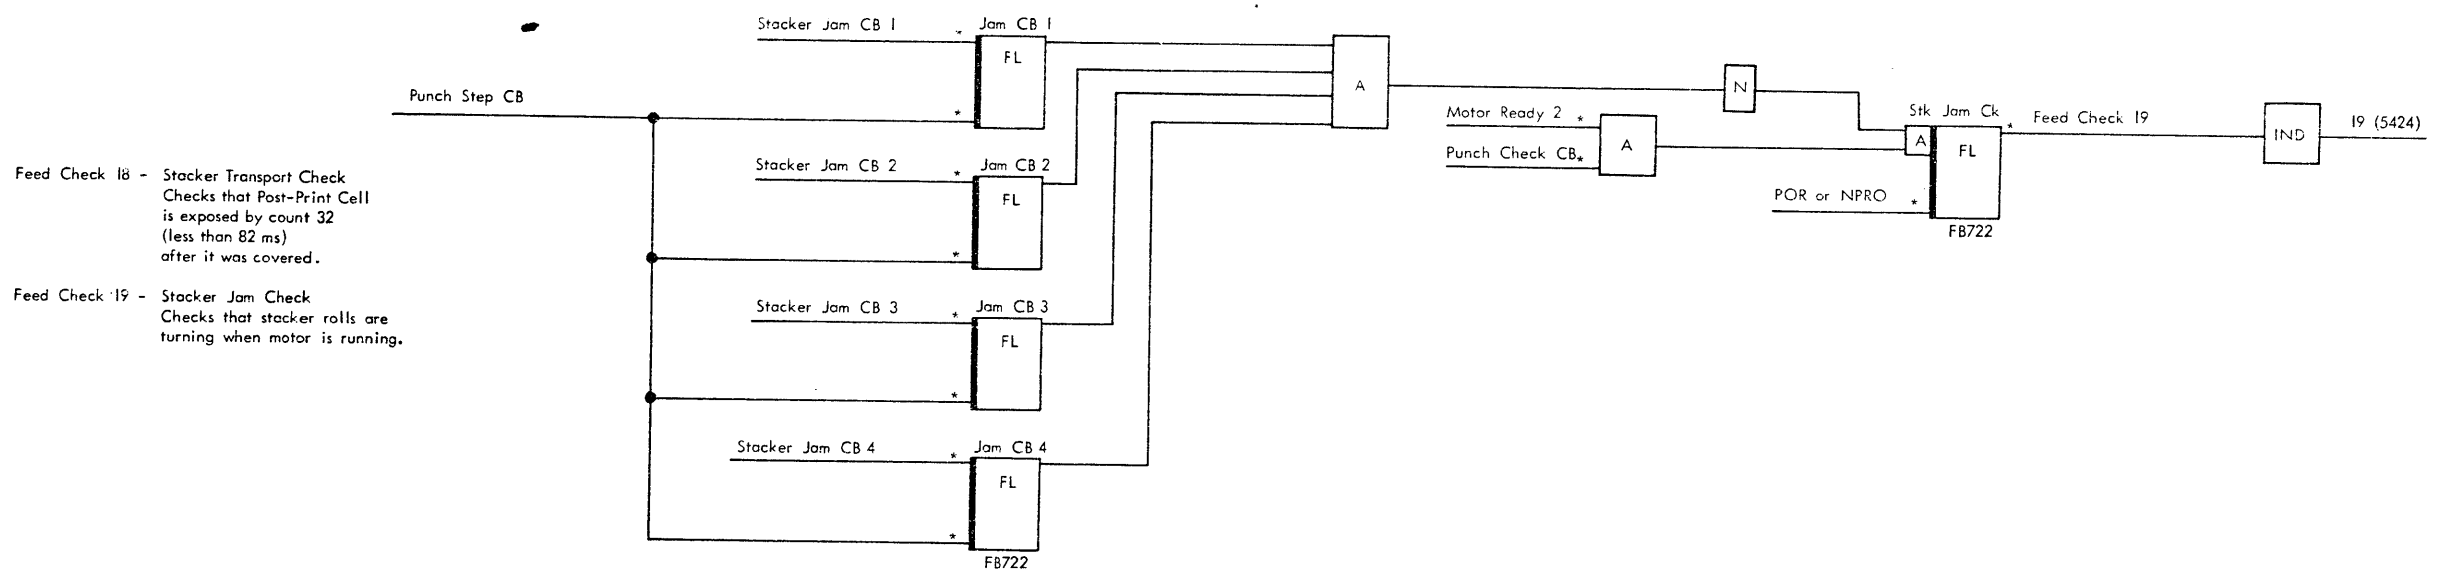 Stacker Jam CB 1 *
Jam CB 1
FL
*
Punch Step CB
A
N
Motor Ready 2 *
Punch Check CB *
A
Stk Jam Ck
A
FL
*
Feed Check 19
IND
19 (5424)
POR or NPRO *
FB722
Stacker Jam CB 2 *
Jam CB 2
FL
*
Feed Check 18 - Stacker Transport Check
Checks that Post-Print Cell
is exposed by count 32
(less than 82 ms)
after it was covered.
Feed Check 19 - Stacker Jam Check
Checks that stacker rolls are
turning when motor is running.
Stacker Jam CB 3 *
Jam CB 3
FL
*
Stacker Jam CB 4 *
Jam CB 4
FL
*
FB722